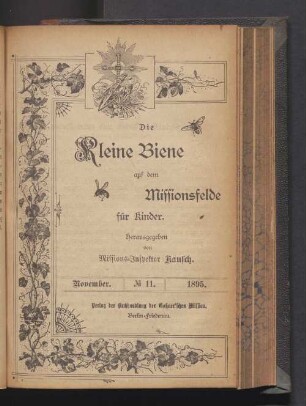 Die
Kleine Biene
auf dem
Missionsfelde
für Kinder.
Herausgegeben
von
Missions-Inspektor Kausch.
November. № 11. 1895.
Verlag der Buchhandlung der Goßner'schen Mission.
Berlin-Friedenau.